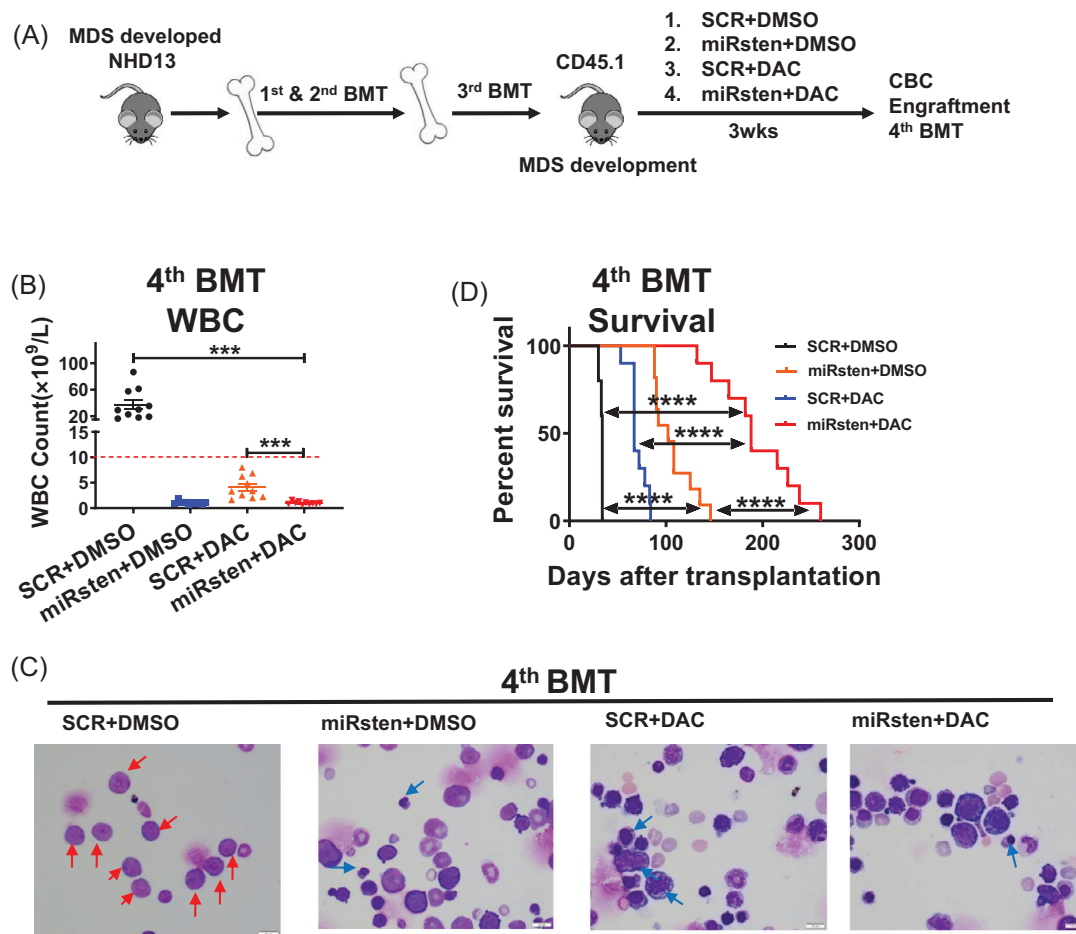 (A)
MDS developed
NHD13
1st & 2nd BMT
3rd BMT
CD45.1
MDS development
1. SCR+DMSO
2. miRsten+DMSO
3. SCR+DAC
4. miRsten+DAC
3wks
CBC
Engraftment
4th BMT
(B)
4th BMT
WBC
WBC Count(×10^9/L)
100
60
20
15
10
5
0
***
***
SCR+DMSO
miRsten+DMSO
SCR+DAC
miRsten+DAC
(D)
4th BMT
Survival
Percent survival
100
50
0
0
100
200
300
Days after transplantation
****
****
****
****
SCR+DMSO
miRsten+DMSO
SCR+DAC
miRsten+DAC
(C)
4th BMT
SCR+DMSO
miRsten+DMSO
SCR+DAC
miRsten+DAC